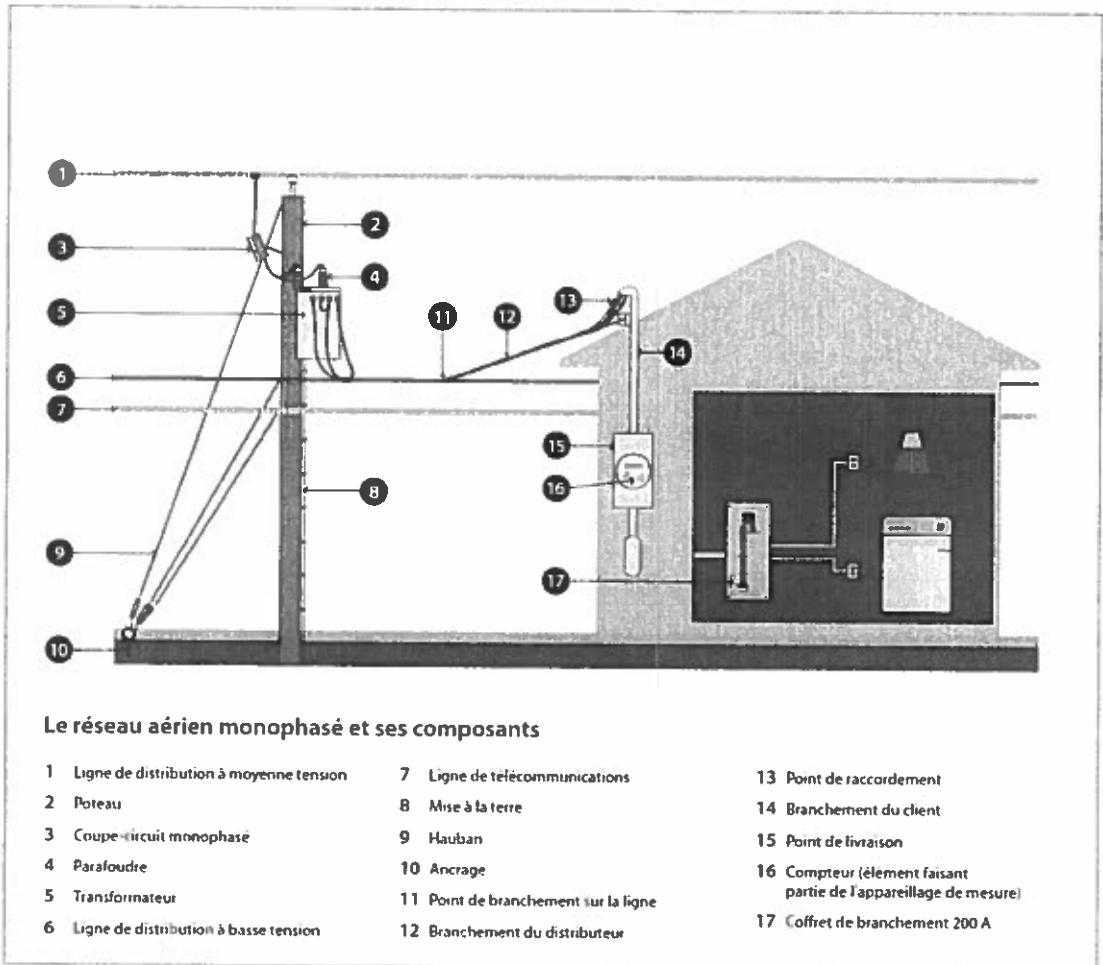 1
2
3
4
5
6
7
8
9
10
11
12
13
14
15
16
17
Le réseau aérien monophasé et ses composants
1 Ligne de distribution à moyenne tension
2 Poteau
3 Coupe-circuit monophasé
4 Parafoudre
5 Transformateur
6 Ligne de distribution à basse tension
7 Ligne de télécommunications
8 Mise à la terre
9 Hauban
10 Ancrage
11 Point de branchement sur la ligne
12 Branchement du distributeur
13 Point de raccordement
14 Branchement du client
15 Point de livraison
16 Compteur (élément faisant
partie de l'appareillage de mesure)
17 Coffret de branchement 200 A